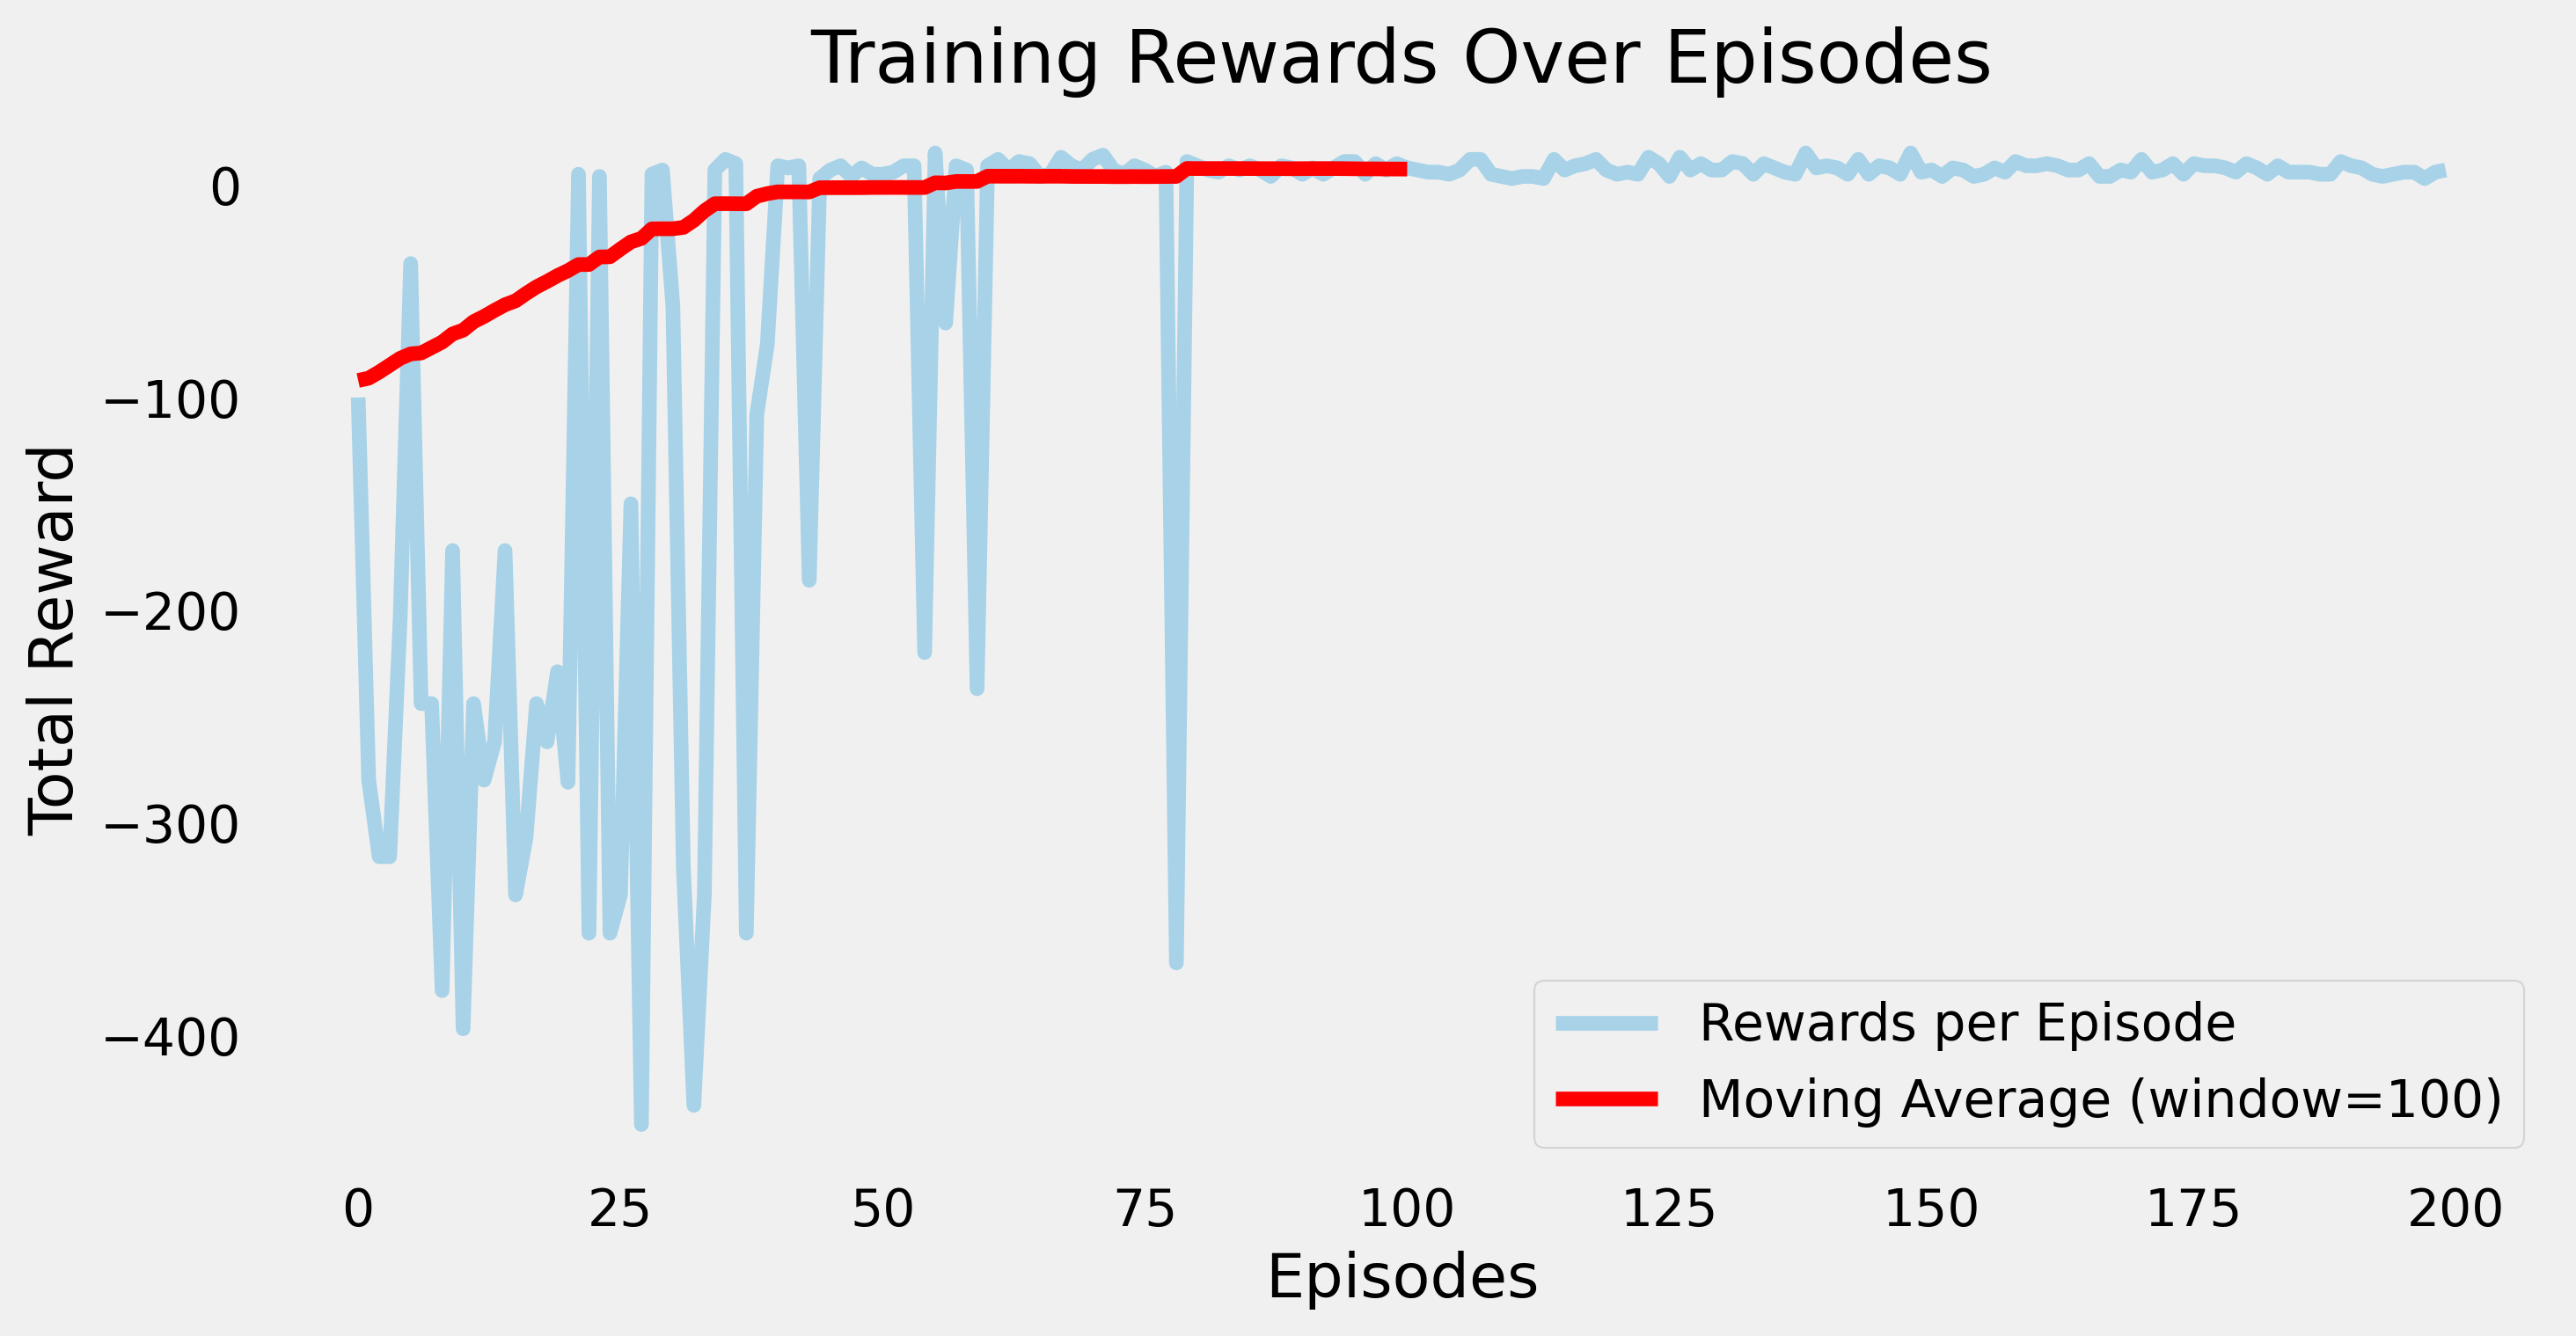 Training Rewards Over Episodes
Total Reward
0
−100
−200
−300
−400
Rewards per Episode
Moving Average (window=100)
0 25 50 75 100 125 150 175 200
Episodes